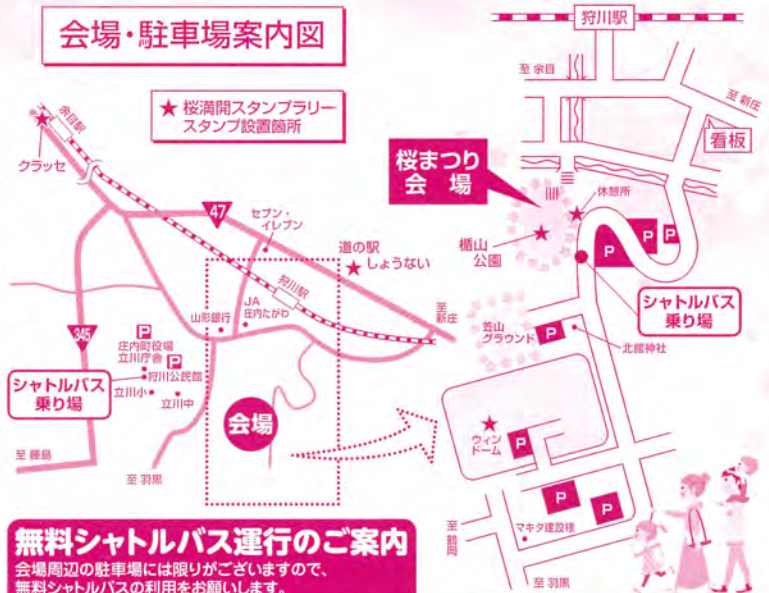 会場・駐車場案内図
★桜満開スタンプラリー
スタンプ設置箇所
余目駅
クラッセ
47
セブン・
イレブン
道の駅
しょうない
狩川駅
至新庄
山形銀行
JA
庄内たがわ
345
P
庄内町役場
立川庁舎
P
狩川公民館
シャトルバス
乗り場
立川小
立川中
会場
至 藤島
至 羽黒
狩川駅
至 余目
至 新庄
看板
桜まつり
会場
休憩所
楯山
公園
P
P
P
シャトルバス
乗り場
笠山
グラウンド
P
北舘神社
ウィン
ドーム
P
P
P
マキタ建設様
至 鶴岡
至 羽黒
無料シャトルバス運行のご案内
会場周辺の駐車場には限りがございますので、
無料シャトルバスの利用をお願いします。